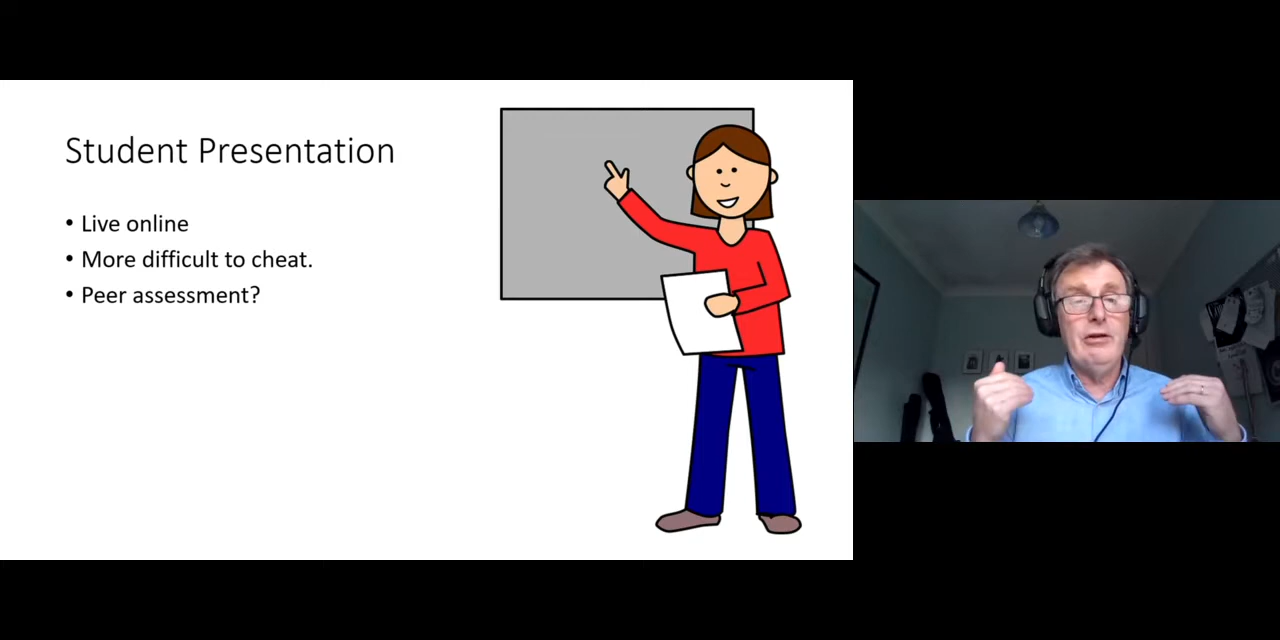 Student Presentation
• Live online
• More difficult to cheat.
• Peer assessment?